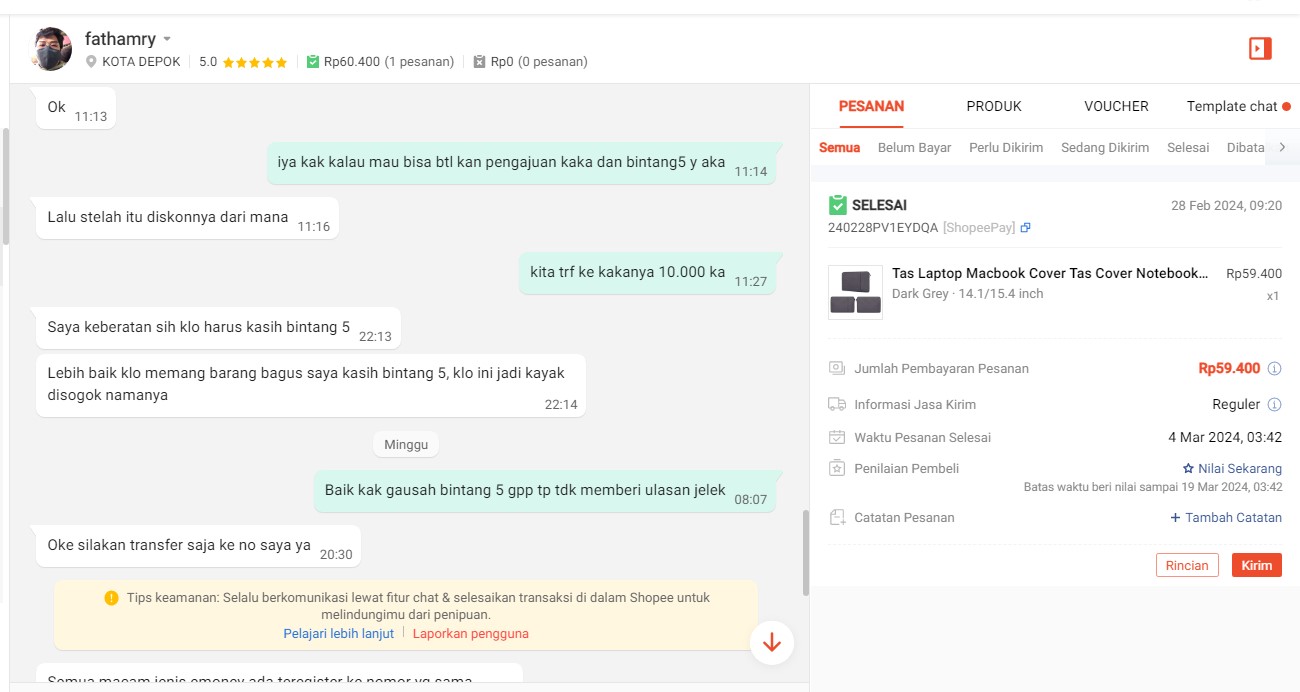 fathamry
KOTA DEPOK 5.0 Rp60.400 (1 pesanan) Rp0 (0 pesanan)
Ok 11:13
iya kak kalau mau bisa btl kan pengajuan kaka dan bintang5 y aka 11:14
Lalu stelah itu diskonnya dari mana 11:16
kita trf ke kakanya 10.000 ka 11:27
Saya keberatan sih klo harus kasih bintang 5 22:13
Lebih baik klo memang barang bagus saya kasih bintang 5, klo ini jadi kayak
disogok namanya 22:14
Minggu
Baik kak gausah bintang 5 gpp tp tdk memberi ulasan jelek 08:07
Oke silakan transfer saja ke no saya ya 20:30
Tips keamanan: Selalu berkomunikasi lewat fitur chat & selesaikan transaksi di dalam Shopee untuk
melindungimu dari penipuan.
Pelajari lebih lanjut Laporkan pengguna
Semua macam jenis emoney ada teregister ke nomor yg sama
PESANAN PRODUK VOUCHER Template chat
Semua Belum Bayar Perlu Dikirim Sedang Dikirim Selesai Dibata
SELESAI 28 Feb 2024, 09:20
240228PV1EYDQA [ShopeePay]
Tas Laptop Macbook Cover Tas Cover Notebook... Rp59.400
Dark Grey · 14.1/15.4 inch x1
Jumlah Pembayaran Pesanan Rp59.400
Informasi Jasa Kirim Reguler
Waktu Pesanan Selesai 4 Mar 2024, 03:42
Penilaian Pembeli Nilai Sekarang
Batas waktu beri nilai sampai 19 Mar 2024, 03:42
Catatan Pesanan + Tambah Catatan
Rincian Kirim